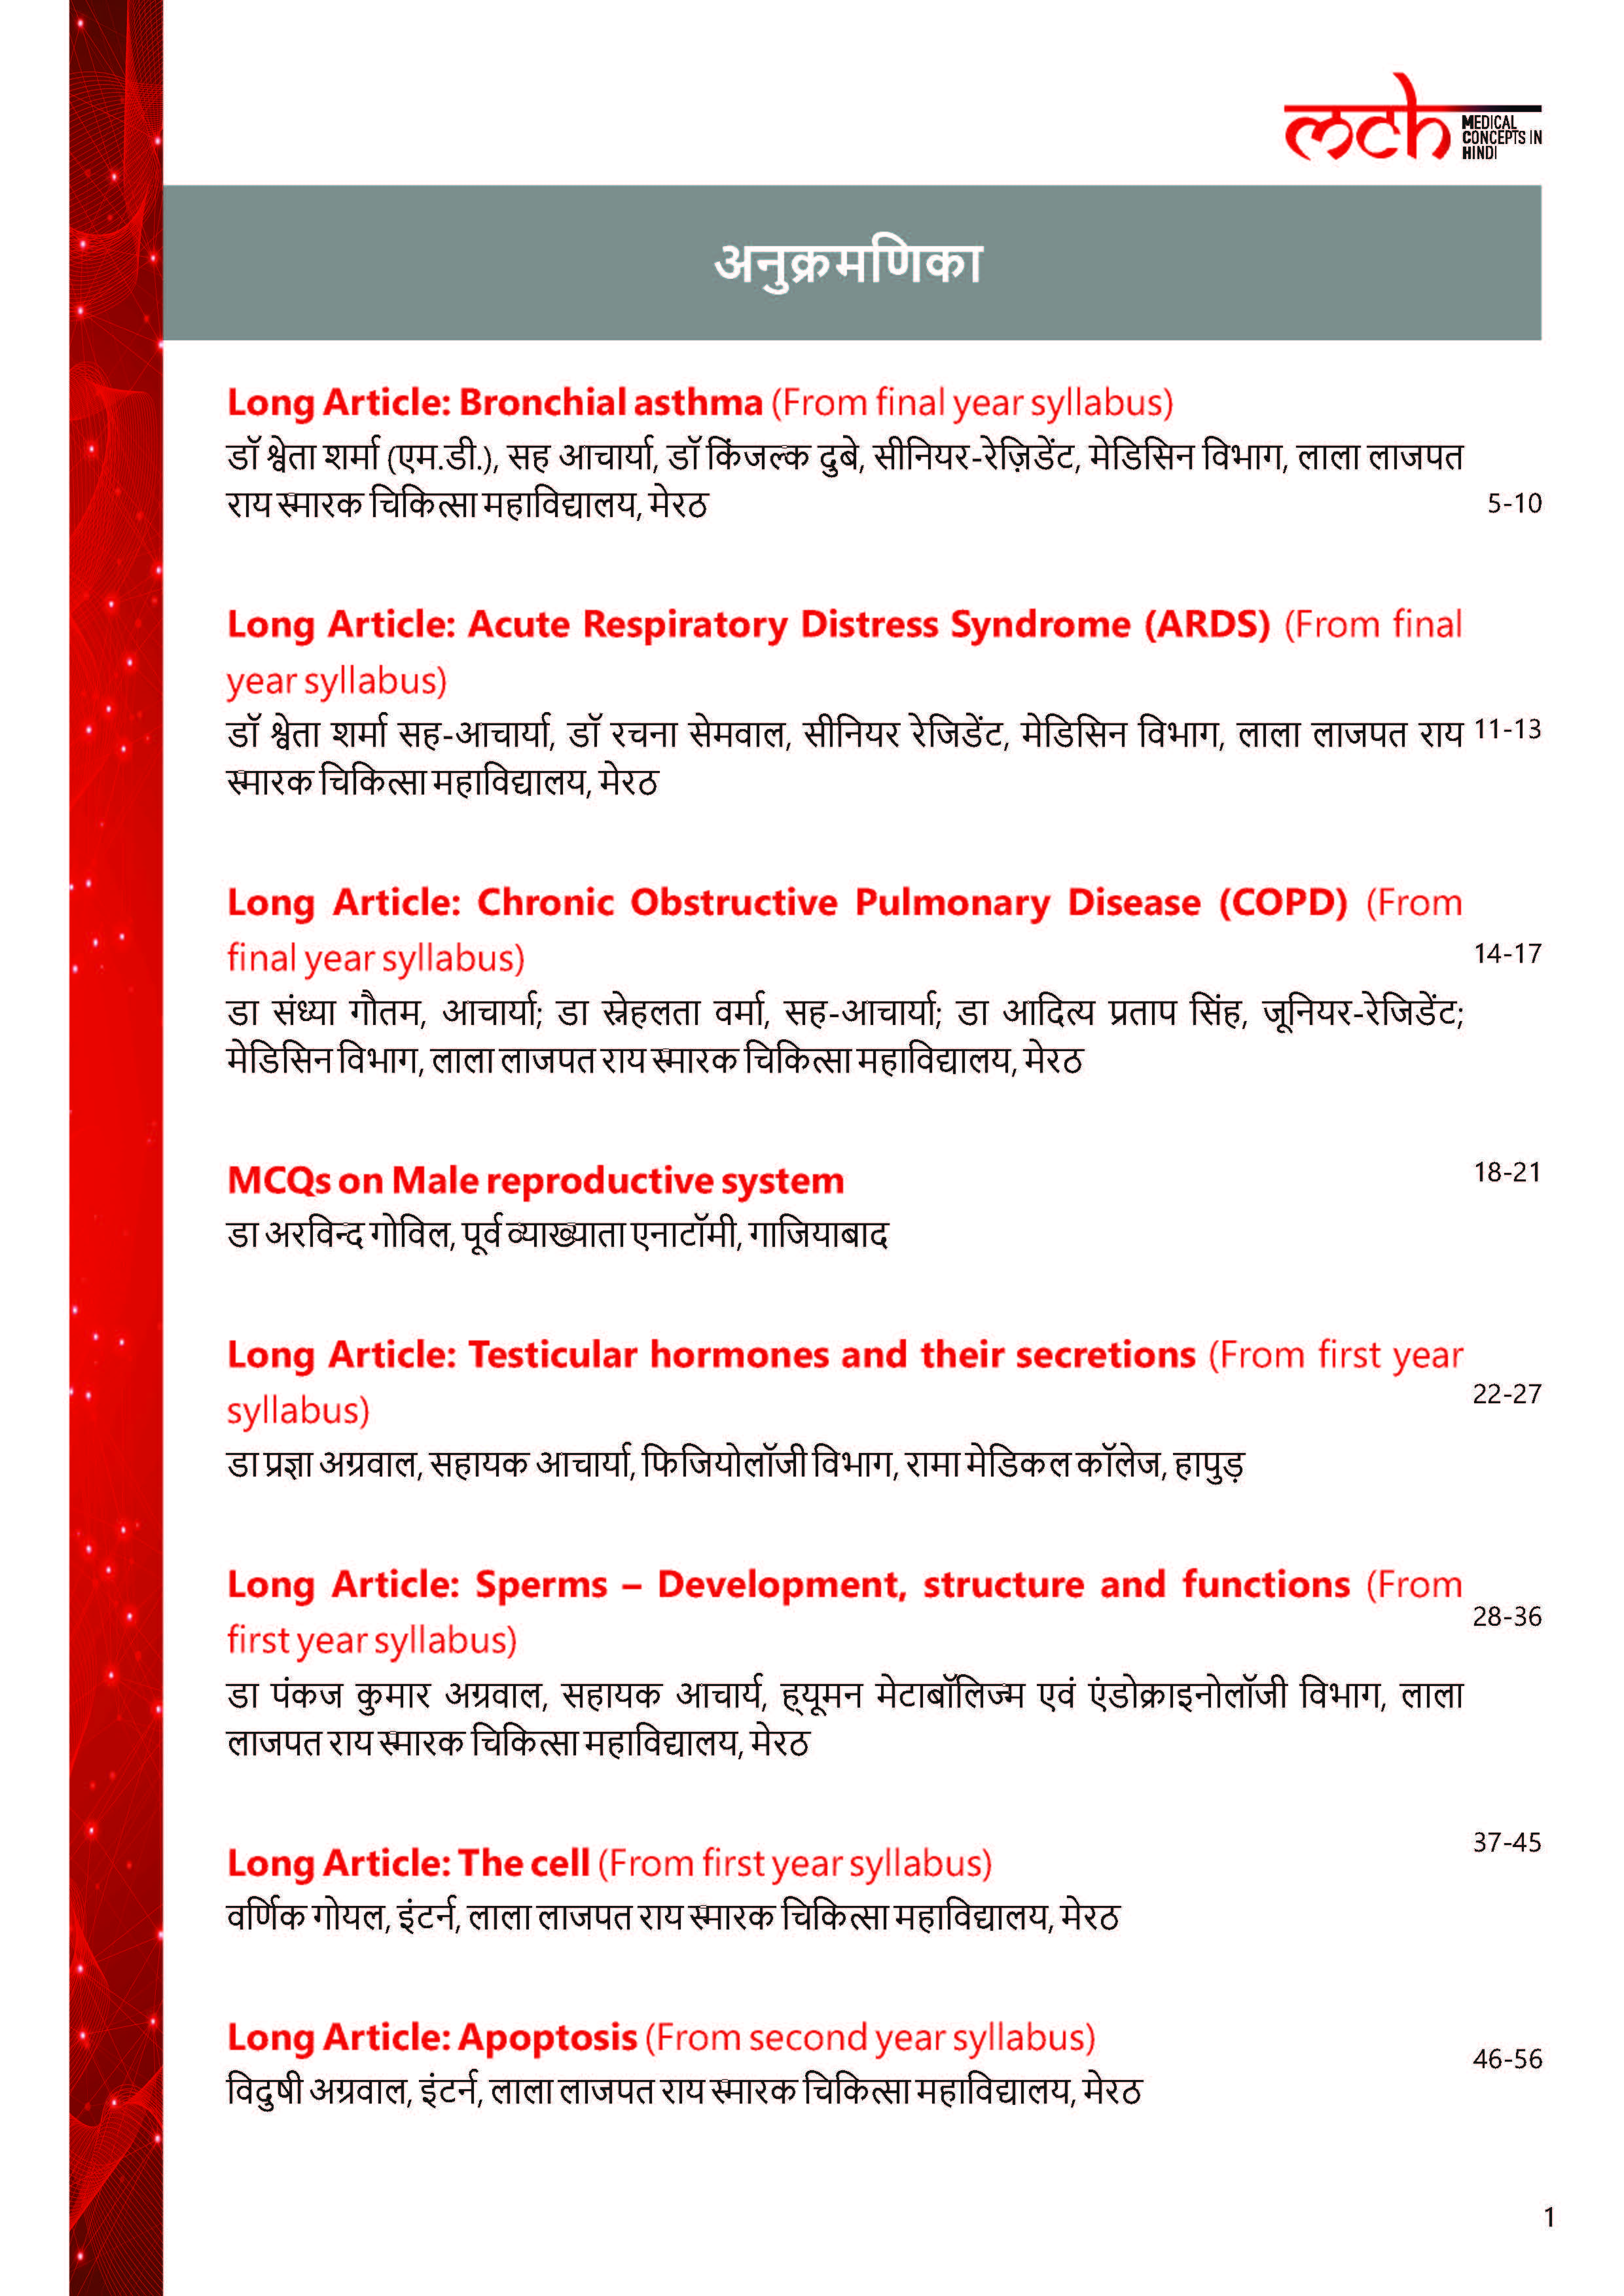 mch MEDICAL
CONCEPTS IN
HINDI
अनुक्रमणिका
Long Article: Bronchial asthma (From final year syllabus)
डॉ श्वेता शर्मा (एम.डी.), सह आचार्या, डॉ किंजल्क दुबे, सीनियर-रेज़िडेंट, मेडिसिन विभाग, लाला लाजपत
राय स्मारक चिकित्सा महाविद्यालय, मेरठ 5-10
Long Article: Acute Respiratory Distress Syndrome (ARDS) (From final
year syllabus)
डॉ श्वेता शर्मा सह-आचार्या, डॉ रचना सेमवाल, सीनियर रेजिडेंट, मेडिसिन विभाग, लाला लाजपत राय 11-13
स्मारक चिकित्सा महाविद्यालय, मेरठ
Long Article: Chronic Obstructive Pulmonary Disease (COPD) (From
final year syllabus) 14-17
डा संध्या गौतम, आचार्या; डा स्नेहलता वर्मा, सह-आचार्या; डा आदित्य प्रताप सिंह, जूनियर-रेजिडेंट;
मेडिसिन विभाग, लाला लाजपत राय स्मारक चिकित्सा महाविद्यालय, मेरठ
MCQs on Male reproductive system 18-21
डा अरविन्द गोविल, पूर्व व्याख्याता एनाटॉमी, गाजियाबाद
Long Article: Testicular hormones and their secretions (From first year
syllabus) 22-27
डा प्रज्ञा अग्रवाल, सहायक आचार्या, फिजियोलॉजी विभाग, रामा मेडिकल कॉलेज, हापुड़
Long Article: Sperms – Development, structure and functions (From
first year syllabus) 28-36
डा पंकज कुमार अग्रवाल, सहायक आचार्य, ह्यूमन मेटाबॉलिज्म एवं एंडोक्राइनोलॉजी विभाग, लाला
लाजपत राय स्मारक चिकित्सा महाविद्यालय, मेरठ
Long Article: The cell (From first year syllabus) 37-45
वर्णिक गोयल, इंटर्न, लाला लाजपत राय स्मारक चिकित्सा महाविद्यालय, मेरठ
Long Article: Apoptosis (From second year syllabus) 46-56
विदुषी अग्रवाल, इंटर्न, लाला लाजपत राय स्मारक चिकित्सा महाविद्यालय, मेरठ
1